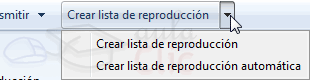 smitir ▾ Crear lista de reproducción
Crear lista de reproducción
Crear lista de reproducción automática